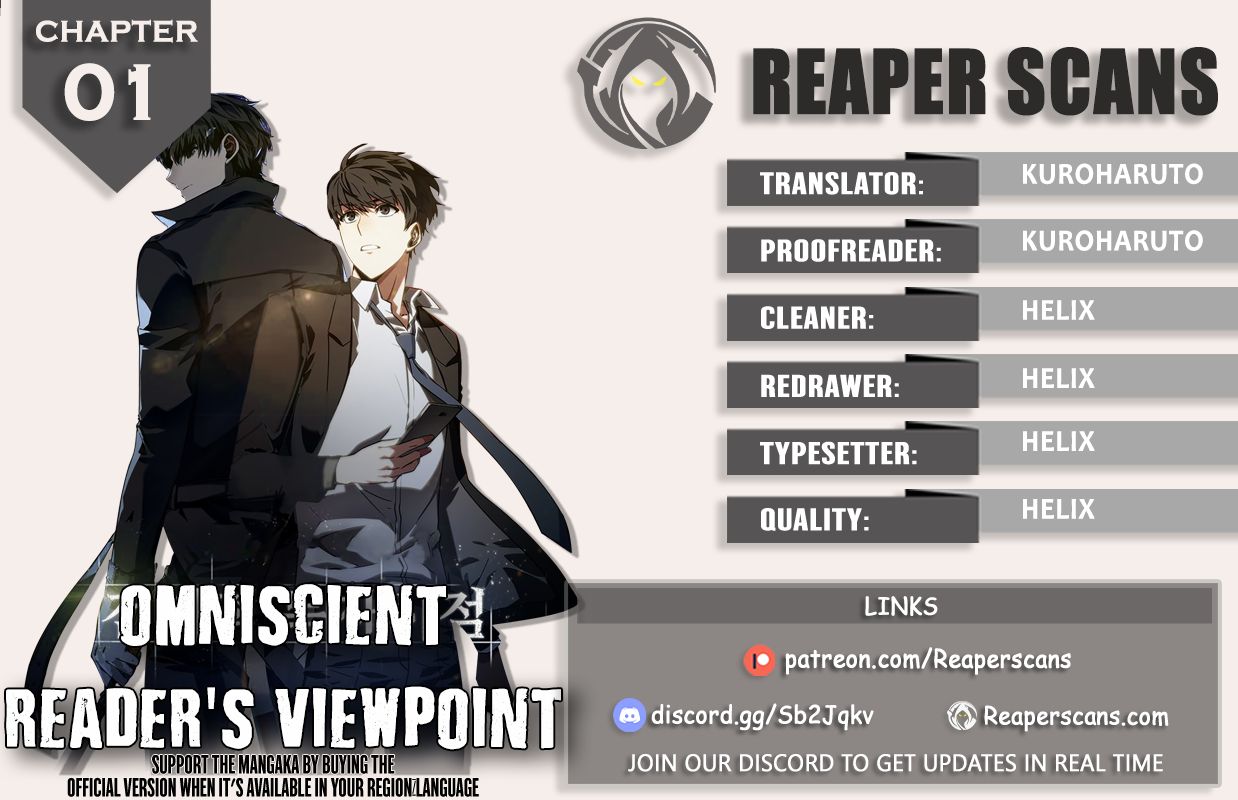 CHAPTER
01
REAPER SCANS
TRANSLATOR: KUROHARUTO
PROOFREADER: KUROHARUTO
CLEANER: HELIX
REDRAWER: HELIX
TYPESETTER: HELIX
QUALITY: HELIX
OMNISCIENT 점
READER'S VIEWPOINT
SUPPORT THE MANGAKA BY BUYING THE
OFFICIAL VERSION WHEN IT'S AVAILABLE IN YOUR REGION/LANGUAGE
LINKS
patreon.com/Reaperscans
discord.gg/Sb2Jqkv Reaperscans.com
JOIN OUR DISCORD TO GET UPDATES IN REAL TIME